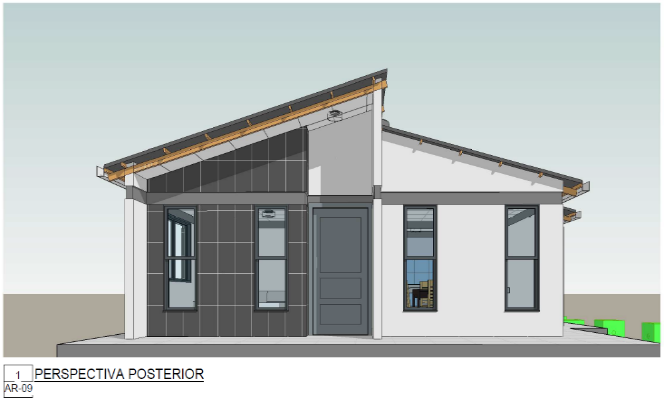 1
AR-09
PERSPECTIVA POSTERIOR